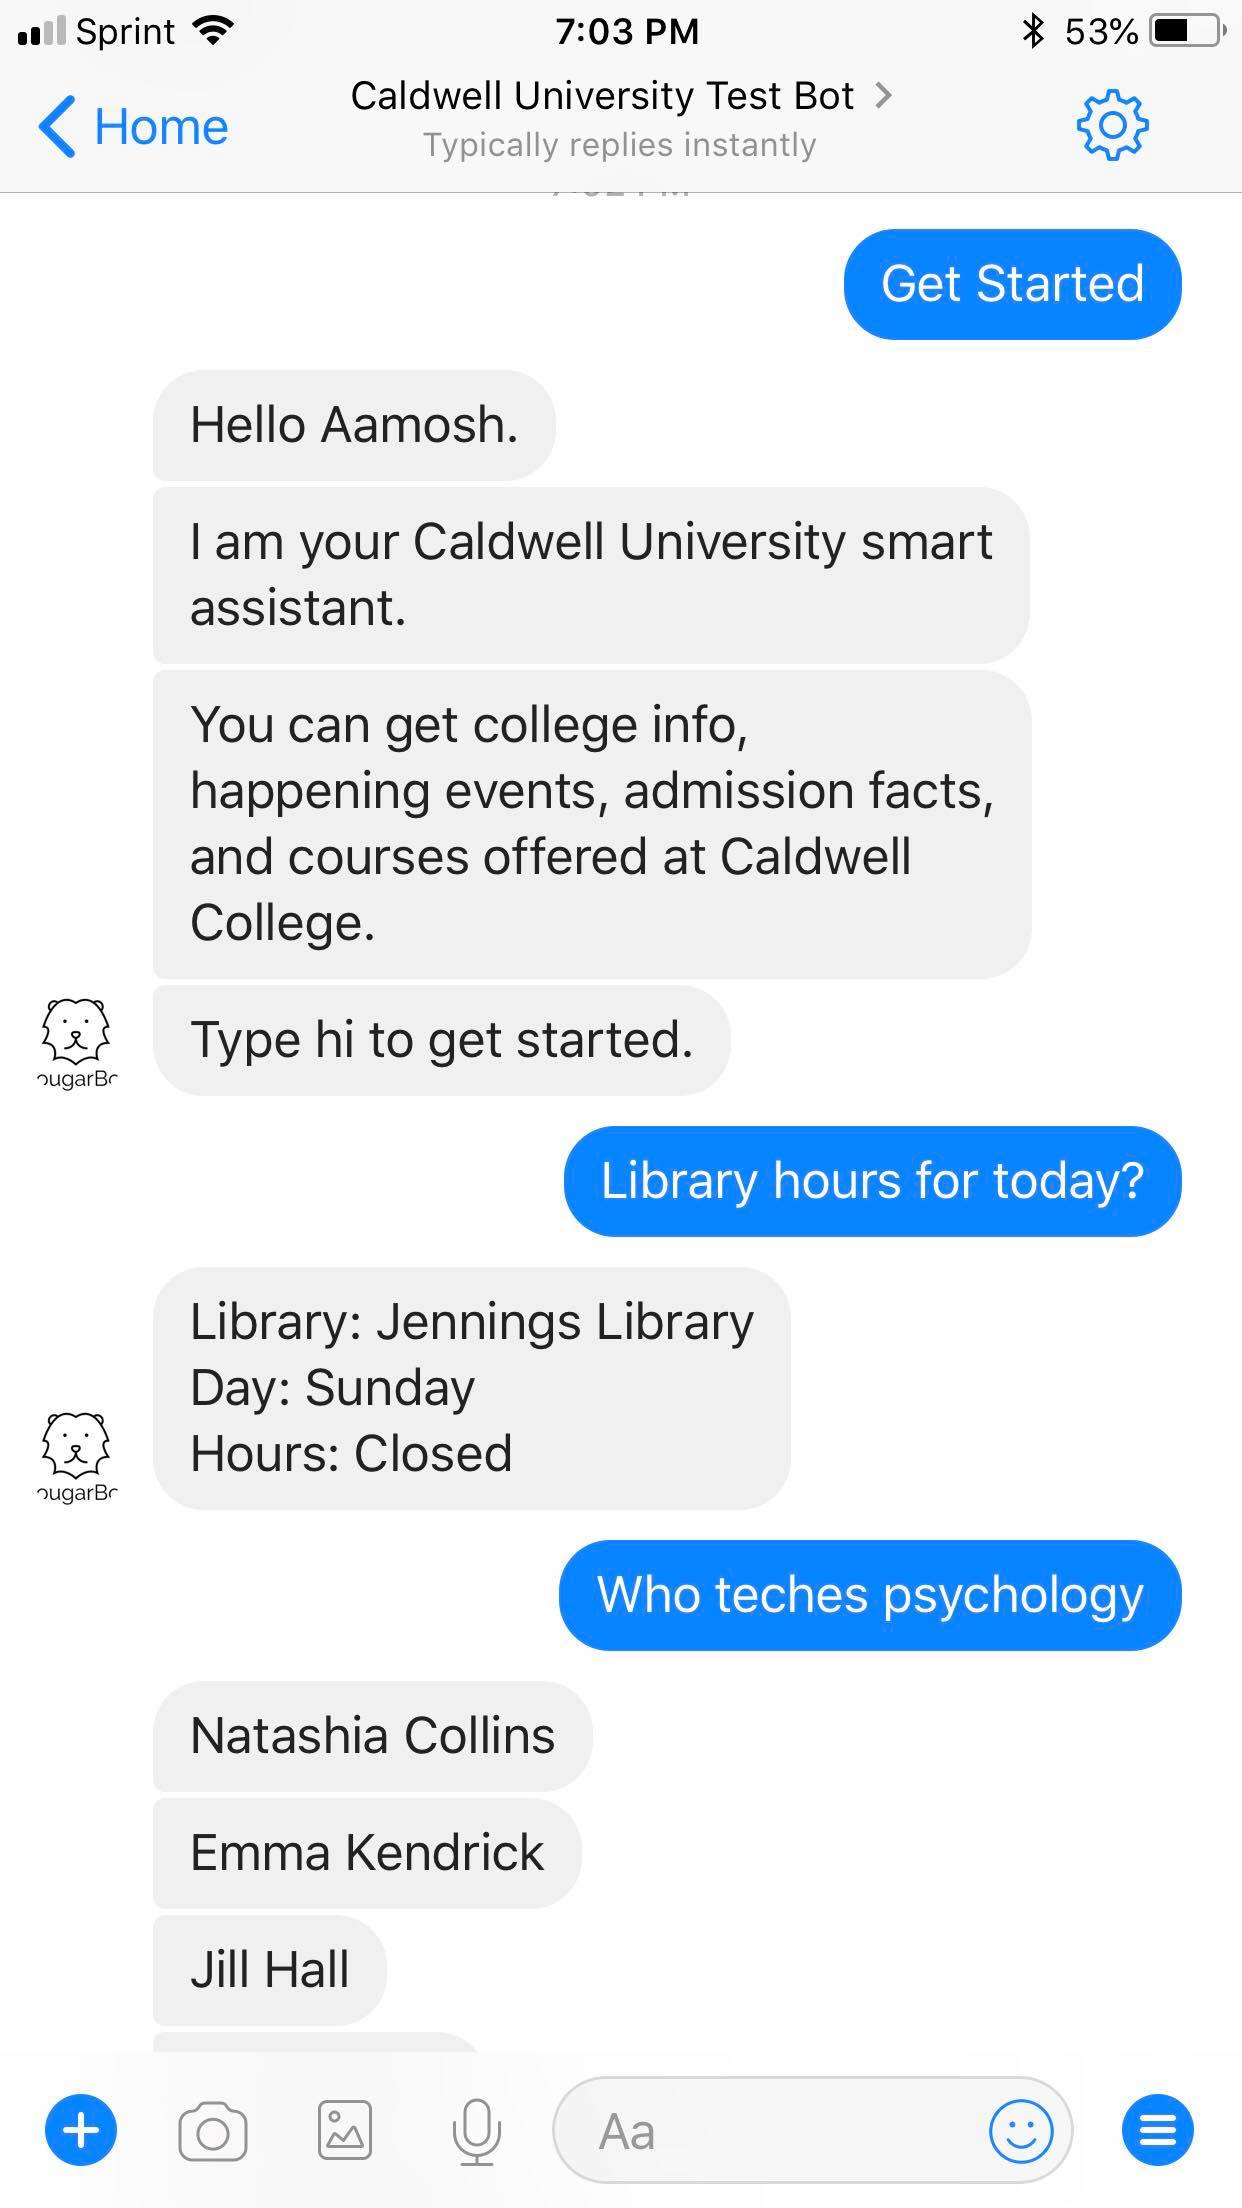 Sprint 7:03 PM 53%
Home
Caldwell University Test Bot
Typically replies instantly
Get Started
Hello Aamosh.
I am your Caldwell University smart
assistant.
You can get college info,
happening events, admission facts,
and courses offered at Caldwell
College.
Type hi to get started.
ougarBo
Library hours for today?
Library: Jennings Library
Day: Sunday
Hours: Closed
ougarBo
Who teches psychology
Natashia Collins
Emma Kendrick
Jill Hall
Aa